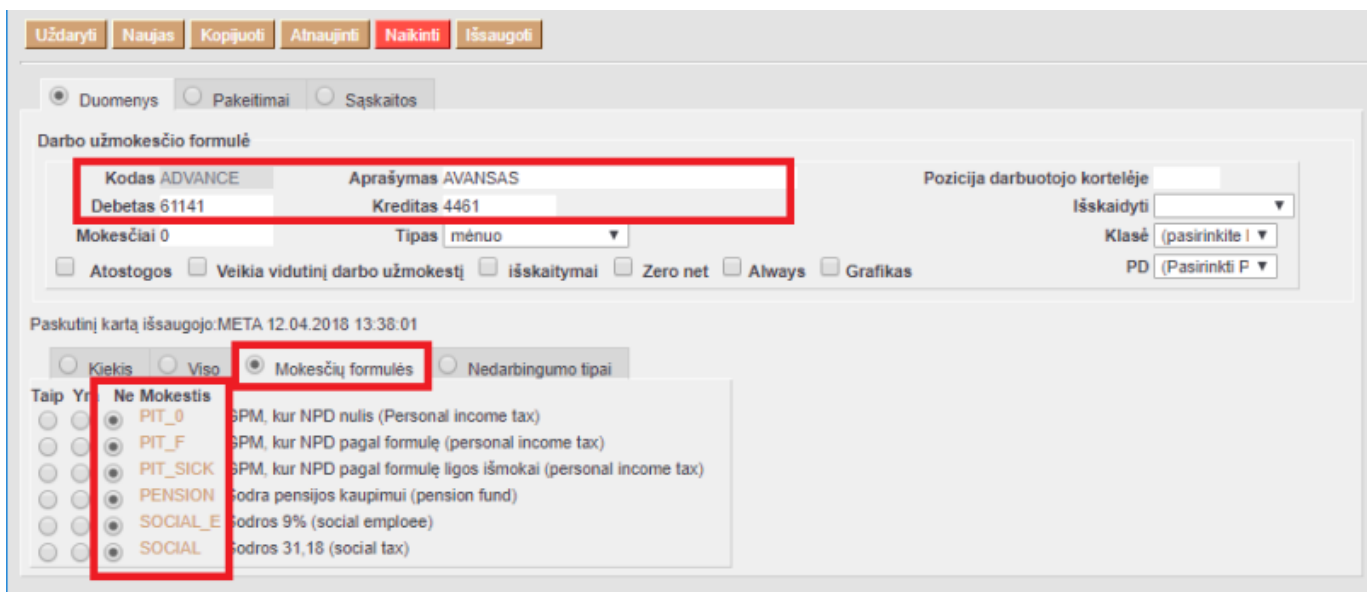 Uždaryti Naujas Kopijuoti Atnaujinti Naikinti Išsaugoti
Duomenys Pakeitimai Sąskaitos
Darbo užmokesčio formulė
Kodas ADVANCE Aprašymas AVANSAS Pozicija darbuotojo kortelėje
Debetas 61141 Kreditas 4461 Išskaidyti
Mokesčiai 0 Tipas mėnuo Klasė (pasirinkite
Atostogos Veikia vidutinį darbo užmokestį išskaitymai Zero net Always Grafikas PD (Pasirinkti P
Paskutinį kartą išsaugojo:META 12.04.2018 13:38:01
Kiekis Viso Mokesčių formulės Nedarbingumo tipai
Taip Ne Mokestis
PIT_0 GPM, kur NPD nulis (Personal income tax)
PIT_F GPM, kur NPD pagal formulę (personal income tax)
PIT_SICK GPM, kur NPD pagal formulę ligos išmokai (personal income tax)
PENSION Sodra pensijos kaupimui (pension fund)
SOCIAL_E Sodros 9% (social emploee)
SOCIAL Sodros 31,18 (social tax)